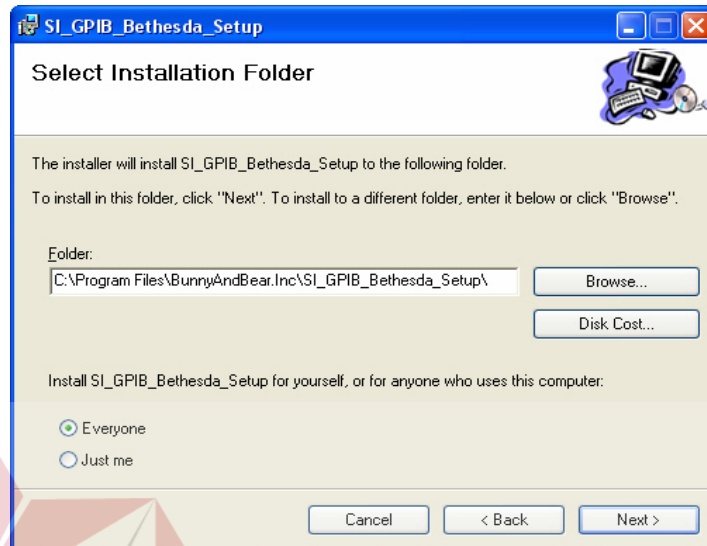 SI_GPIB_Bethesda_Setup
Select Installation Folder
The installer will install SI_GPIB_Bethesda_Setup to the following folder.
To install in this folder, click "Next". To install to a different folder, enter it below or click "Browse".
Folder:
C:\Program Files\BunnyAndBear.Inc\SI_GPIB_Bethesda_Setup\
Browse...
Disk Cost...
Install SI_GPIB_Bethesda_Setup for yourself, or for anyone who uses this computer:
Everyone
Just me
Cancel
< Back
Next >